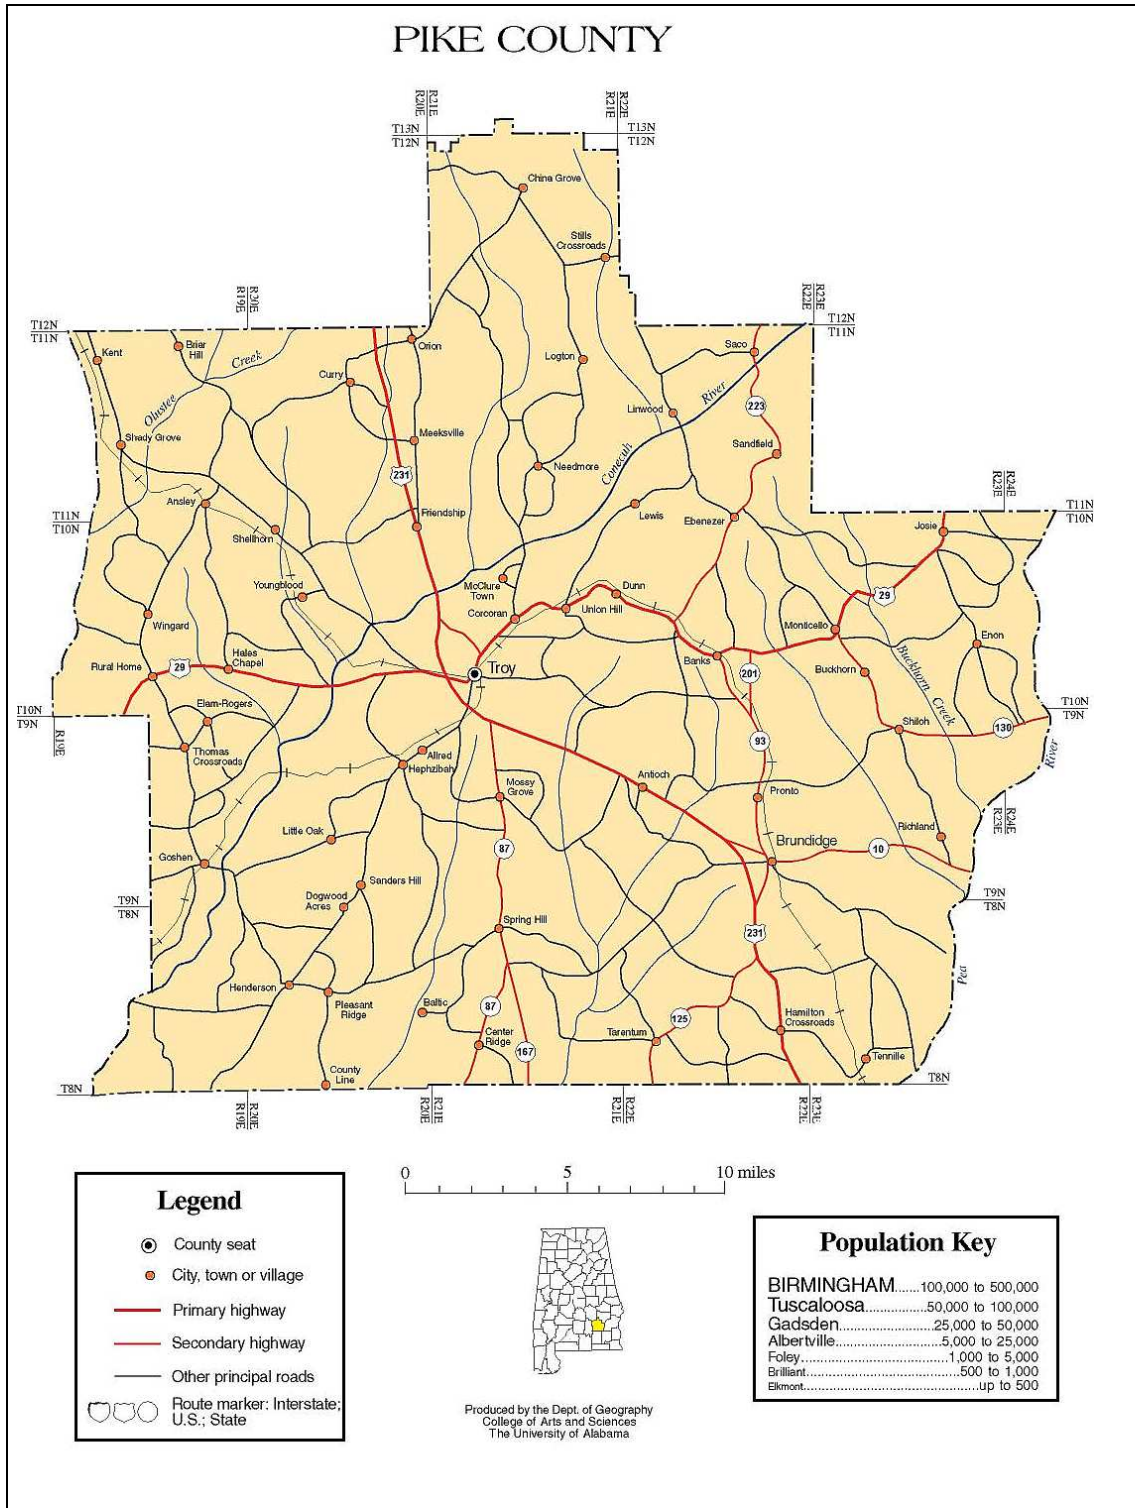 PIKE COUNTY
R20E
R21E
R21E
R22E
T13N
T12N
T13N
T12N
China Grove
Stills
Crossroads
R19E
R20E
R22E
R23E
T12N
T11N
T12N
T11N
Kent
Briar
Hill
Creek
Orion
Saco
Logton
Curry
River
Olustee
Linwood
223
Shady Grove
Meeksville
Sandfield
Needmore
Conecuh
231
R23E
R24E
Ansley
Friendship
Lewis
Ebenezer
T11N
T10N
Josie
T11N
T10N
Shellhorn
Youngblood
McClure
Town
Dunn
29
Corcoran
Union Hill
Wingard
Monticello
Enon
Hales
Chapel
Banks
Buckhorn
Buckhorn
Creek
Rural Home
29
Troy
201
Elam-Rogers
T10N
T9N
T10N
T9N
R19E
Shiloh
130
93
River
Thomas
Crossroads
Allred
Hephzibah
Antioch
Mossy
Grove
Pronto
R23E
R24E
Little Oak
Richland
Brundidge
87
10
Goshen
Sanders Hill
Dogwood
Acres
T9N
T8N
T9N
T8N
Spring Hill
231
Pea
Henderson
Pleasant
Ridge
Baltic
87
125
Hamilton
Crossroads
Center
Ridge
Tarentum
167
Tennille
County
Line
T8N
T8N
R19E
R20E
R20E
R21E
R21E
R22E
R22E
R23E
0
5
10 miles
Legend
County seat
City, town or village
Primary highway
Secondary highway
Other principal roads
Route marker: Interstate;
U.S.; State
Produced by the Dept. of Geography
College of Arts and Sciences
The University of Alabama
Population Key
BIRMINGHAM.......100,000 to 500,000
Tuscaloosa.................50,000 to 100,000
Gadsden......................25,000 to 50,000
Albertville........................5,000 to 25,000
Foley....................................1,000 to 5,000
Brilliant......................................500 to 1,000
Elkmont............................................up to 500